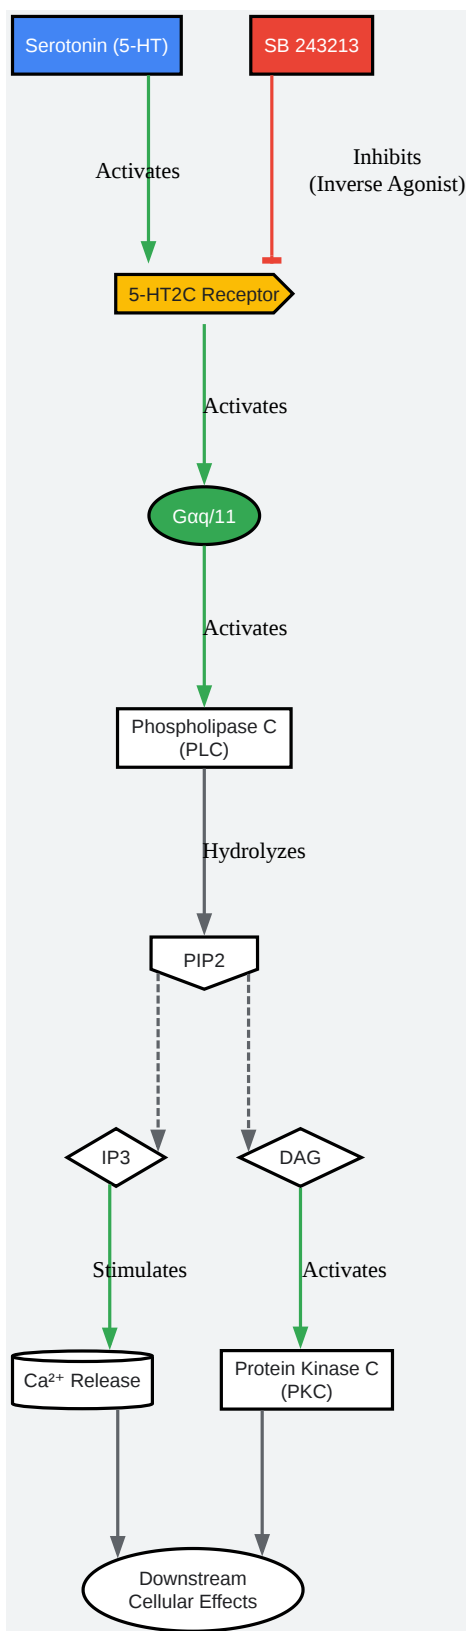 Serotonin (5-HT)
SB 243213
Activates
Inhibits
(Inverse Agonist)
5-HT2C Receptor
Activates
Gαq/11
Activates
Phospholipase C
(PLC)
Hydrolyzes
PIP2
IP3
DAG
Stimulates
Activates
Ca²⁺ Release
Protein Kinase C
(PKC)
Downstream
Cellular Effects